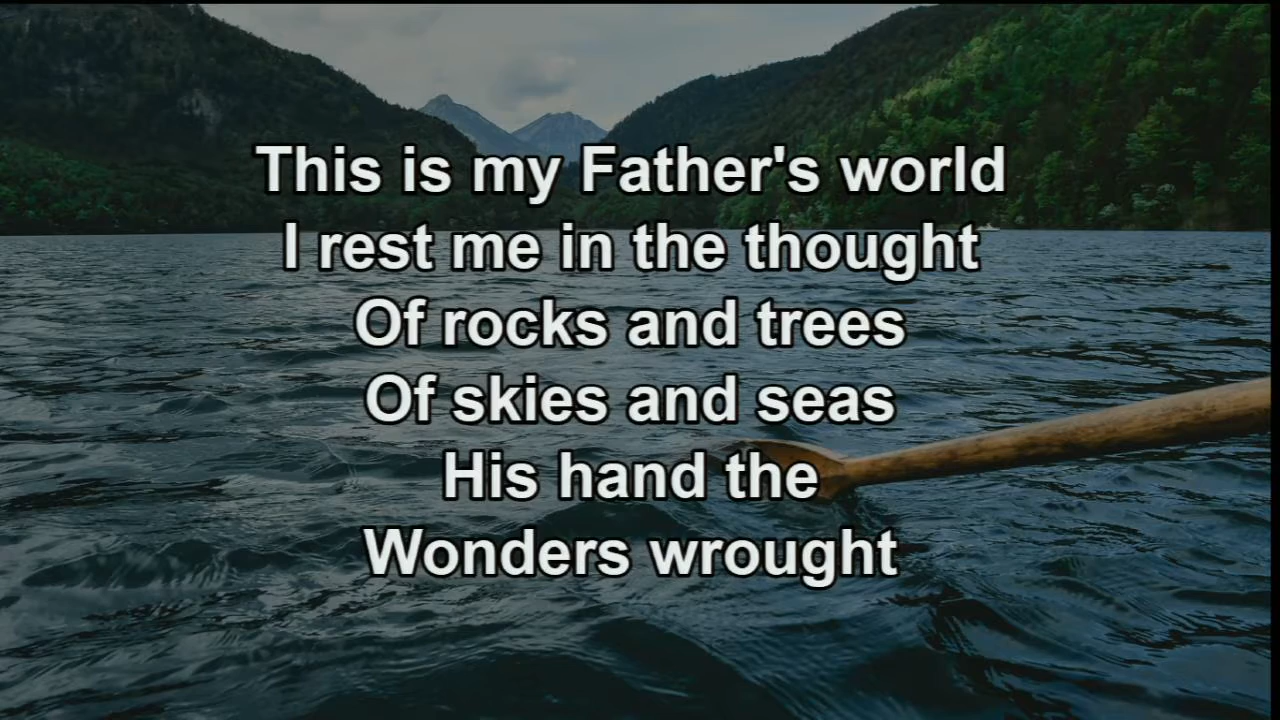 This is my Father's world
I rest me in the thought
Of rocks and trees
Of skies and seas
His hand the
Wonders wrought